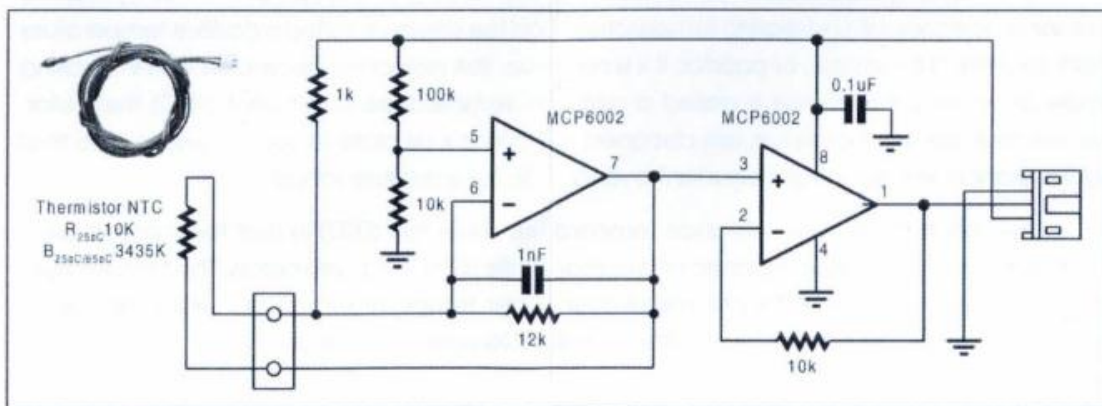 0.1uF
1k
100k
MCP6002
MCP6002
5
3
8
+
7
+
1
6
2
−
−
10k
4
Thermistor NTC
R25ºC10K
B25ºC/85ºC3435K
1nF
12k
10k